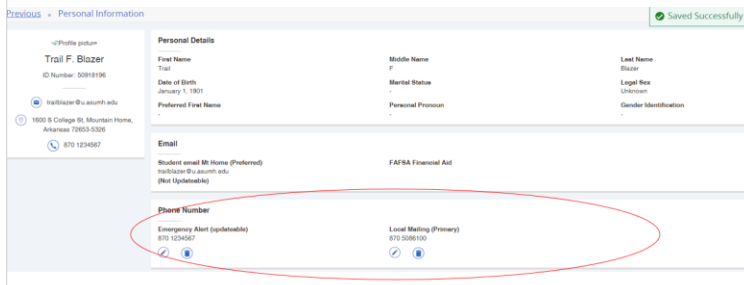 Previous • Personal Information
Saved Successfully
Profile picture
Trail F. Blazer
ID Number: 50918196
trailblazer@u.asumh.edu
1600 S College St, Mountain Home,
Arkansas 72653-5326
870 1234567
Personal Details
First Name
Trail
Middle Name
F
Last Name
Blazer
Date of Birth
January 1, 1901
Marital Status
-
Legal Sex
Unknown
Preferred First Name
-
Personal Pronoun
-
Gender Identification
-
Email
Student email Mt Home (Preferred)
trailblazer@u.asumh.edu
(Not Updateable)
FAFSA Financial Aid
Phone Number
Emergency Alert (updateable)
870 1234567
Local Mailing (Primary)
870 5086100